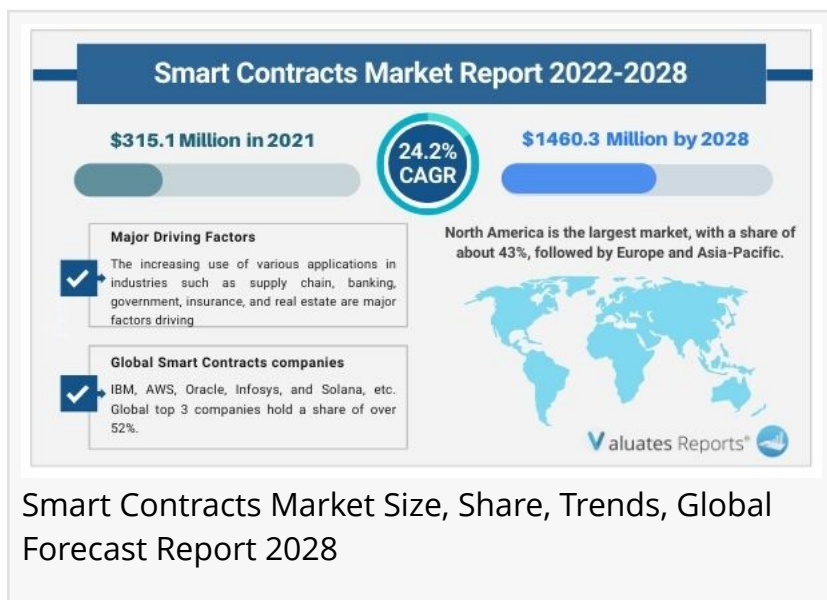 Smart Contracts Market Report 2022-2028
$315.1 Million in 2021
24.2%
CAGR
$1460.3 Million by 2028
Major Driving Factors
The increasing use of various applications in
industries such as supply chain, banking,
government, insurance, and real estate are major
factors driving
North America is the largest market, with a share of
about 43%, followed by Europe and Asia-Pacific.
Global Smart Contracts companies
IBM, AWS, Oracle, Infosys, and Solana, etc.
Global top 3 companies hold a share of over
52%.
Valuates Reports®
Smart Contracts Market Size, Share, Trends, Global
Forecast Report 2028